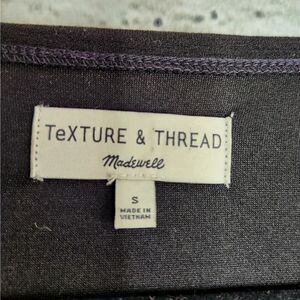 TeXTURE & THREAD
Madewell
S
MADE IN
VIETNAM